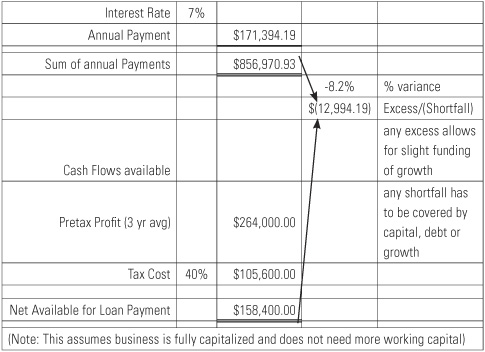 Interest Rate 7%
Annual Payment $171,394.19
Sum of annual Payments $856,970.93
-8.2% % variance
$(12,994.19) Excess/(Shortfall)
any excess allows
for slight funding
Cash Flows available of growth
any shortfall has
to be covered by
Pretax Profit (3 yr avg) $264,000.00 capital, debt or
growth
Tax Cost 40% $105,600.00
Net Available for Loan Payment $158,400.00
(Note: This assumes business is fully capitalized and does not need more working capital)